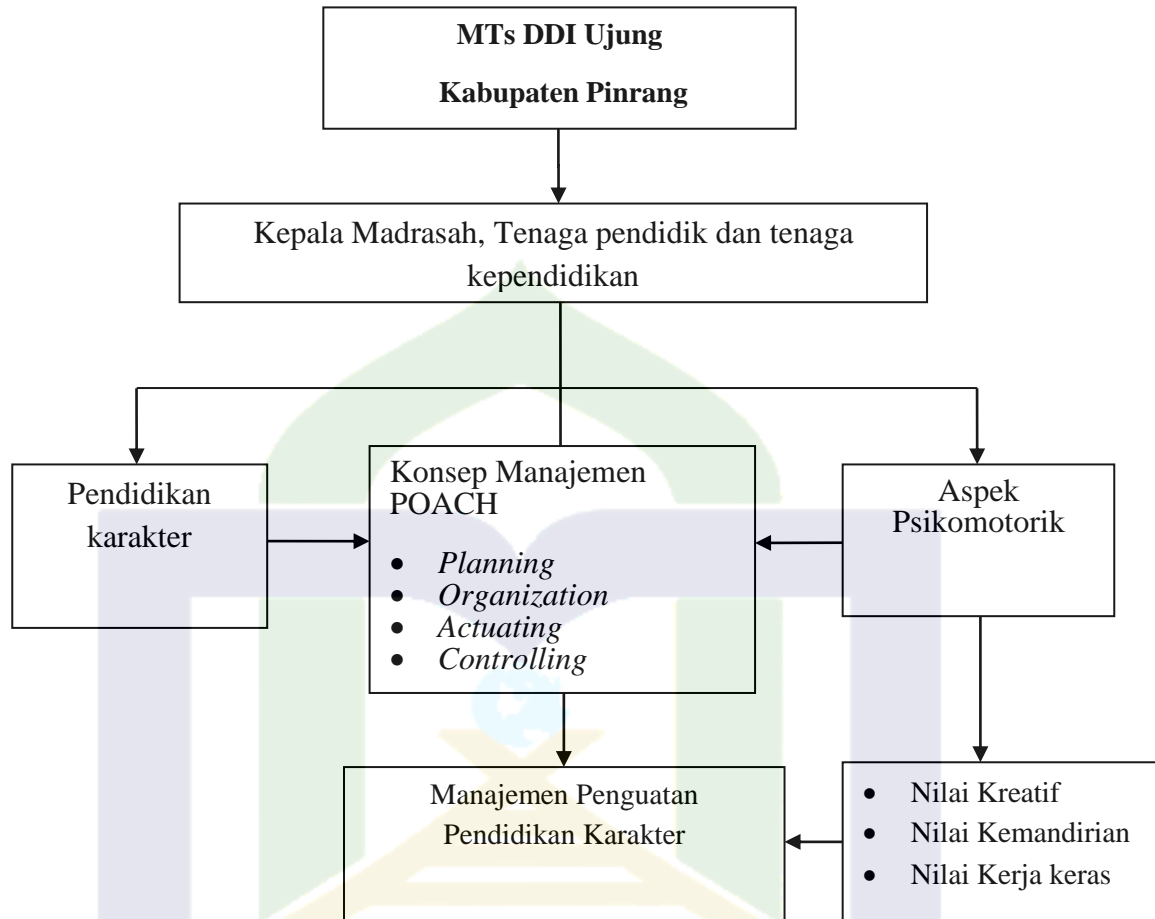 MTs DDI Ujung
Kabupaten Pinrang
Kepala Madrasah, Tenaga pendidik dan tenaga
kependidikan
Pendidikan
karakter
Konsep Manajemen
POACH
• Planning
• Organization
• Actuating
• Controlling
Aspek
Psikomotorik
Manajemen Penguatan
Pendidikan Karakter
• Nilai Kreatif
• Nilai Kemandirian
• Nilai Kerja keras